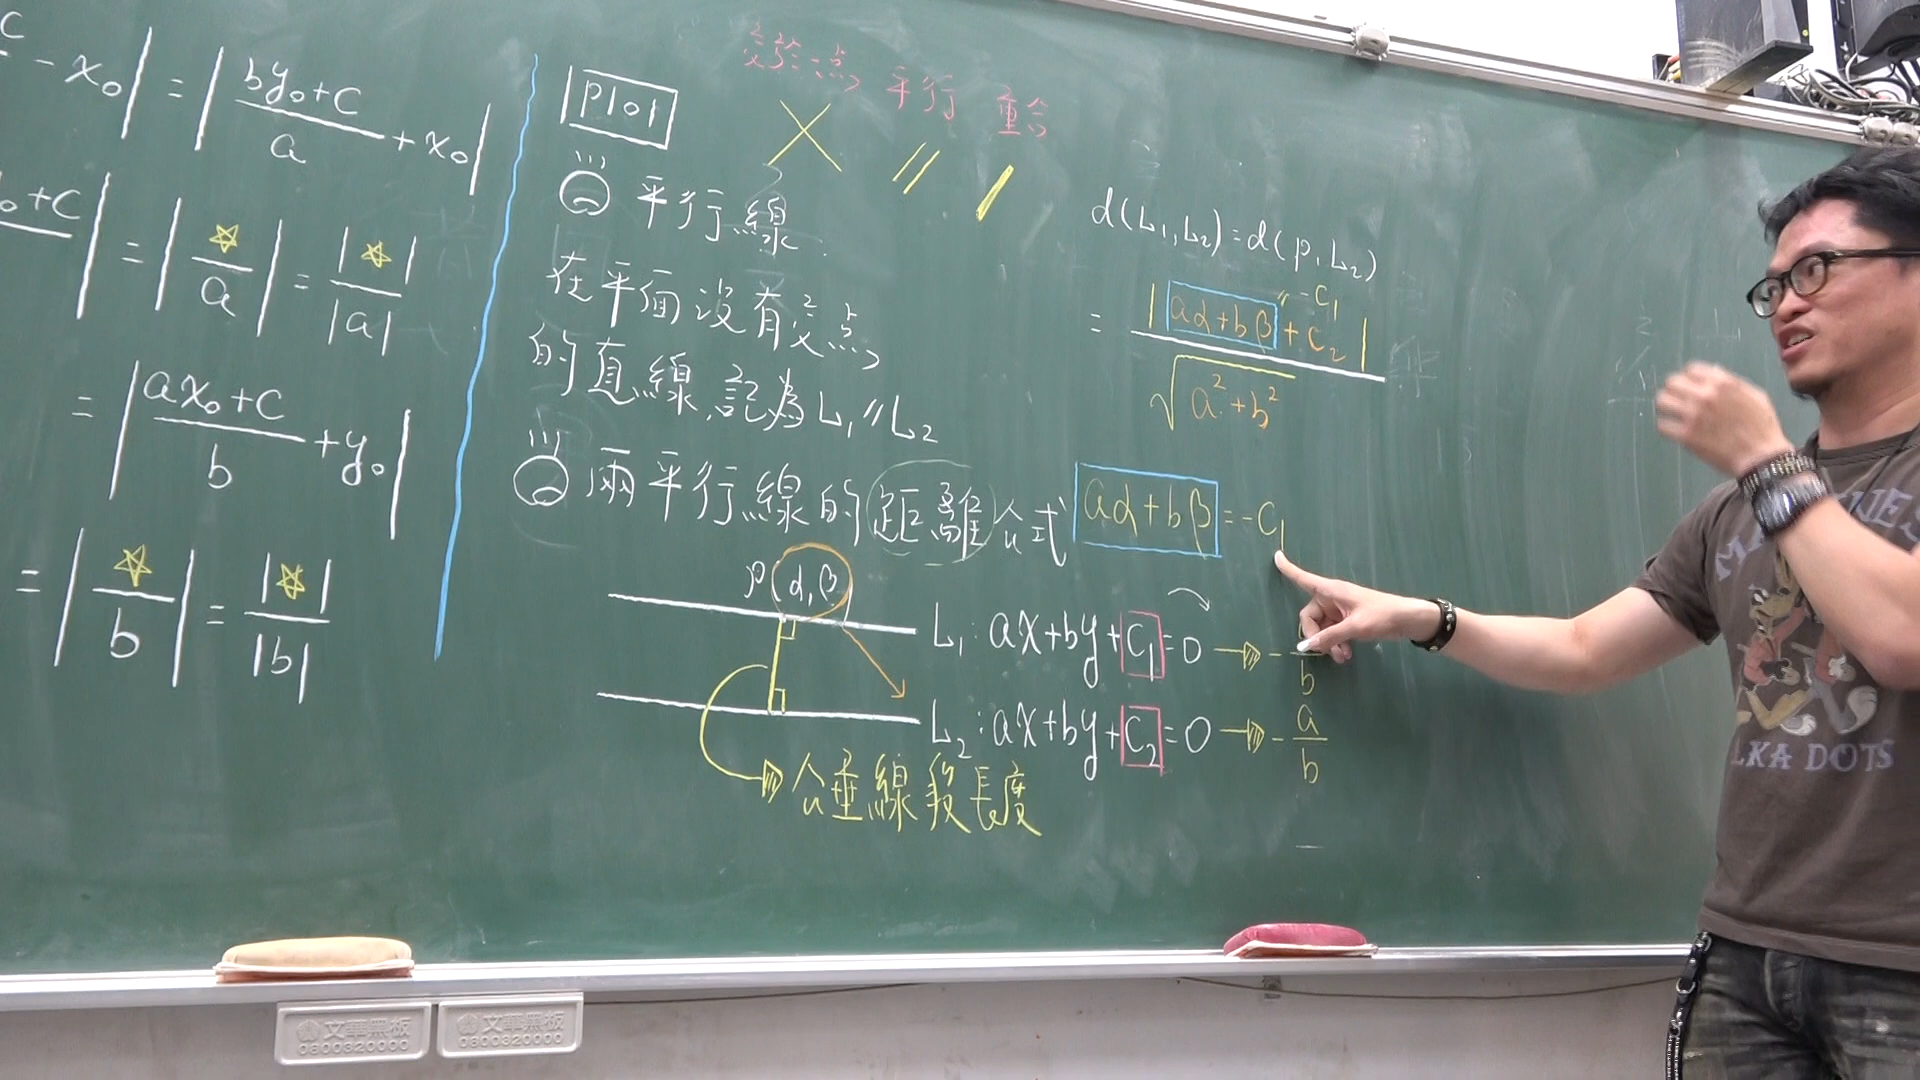 C
- x₀| = |by₀+C / a + x₀|
₀+C | = |☆ / a| = |☆| / |a|
= |ax₀+C / b + y₀|
= |☆ / b| = |☆| / |b|
P101
交於一點 平行 重合
平行線
在平面沒有交點
的直線,記為L₁//L₂
兩平行線的距離公式
P(α,β)
L₁:ax+by+C₁=0 → - / b
L₂:ax+by+C₂=0 → -a/b
公垂線段長度
d(L₁,L₂)=d(P,L₂)
-C₁
= |aα+bβ+C₂| / √a²+b²
aα+bβ=-C₁
文華黑板
0800320000
文華黑板
0800320000
LKA DOTS